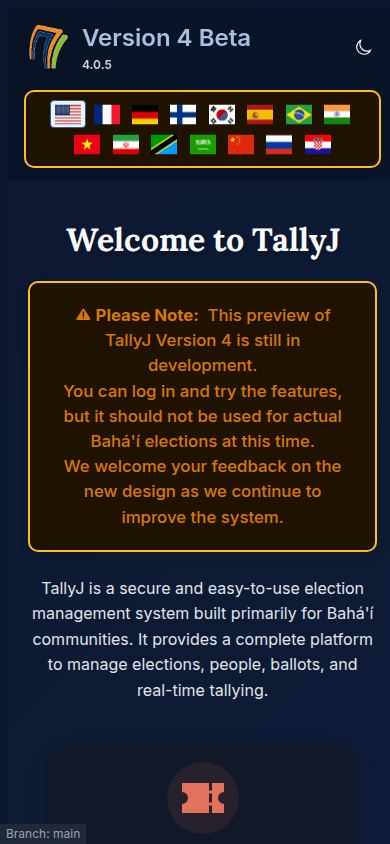 Version 4 Beta
4.0.5
Welcome to TallyJ
Please Note: This preview of
TallyJ Version 4 is still in
development.
You can log in and try the features,
but it should not be used for actual
Bahá'í elections at this time.
We welcome your feedback on the
new design as we continue to
improve the system.
TallyJ is a secure and easy-to-use election
management system built primarily for Bahá'í
communities. It provides a complete platform
to manage elections, people, ballots, and
real-time tallying.
Branch: main